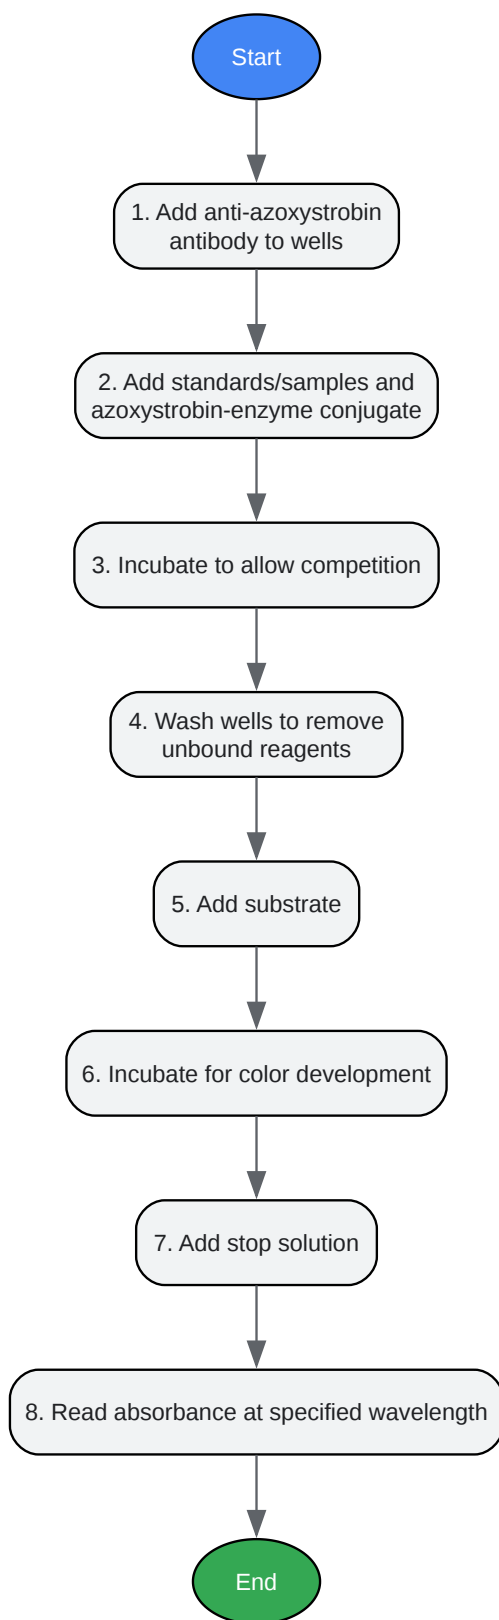 Start
1. Add anti-azoxystrobin
antibody to wells
2. Add standards/samples and
azoxystrobin-enzyme conjugate
3. Incubate to allow competition
4. Wash wells to remove
unbound reagents
5. Add substrate
6. Incubate for color development
7. Add stop solution
8. Read absorbance at specified wavelength
End